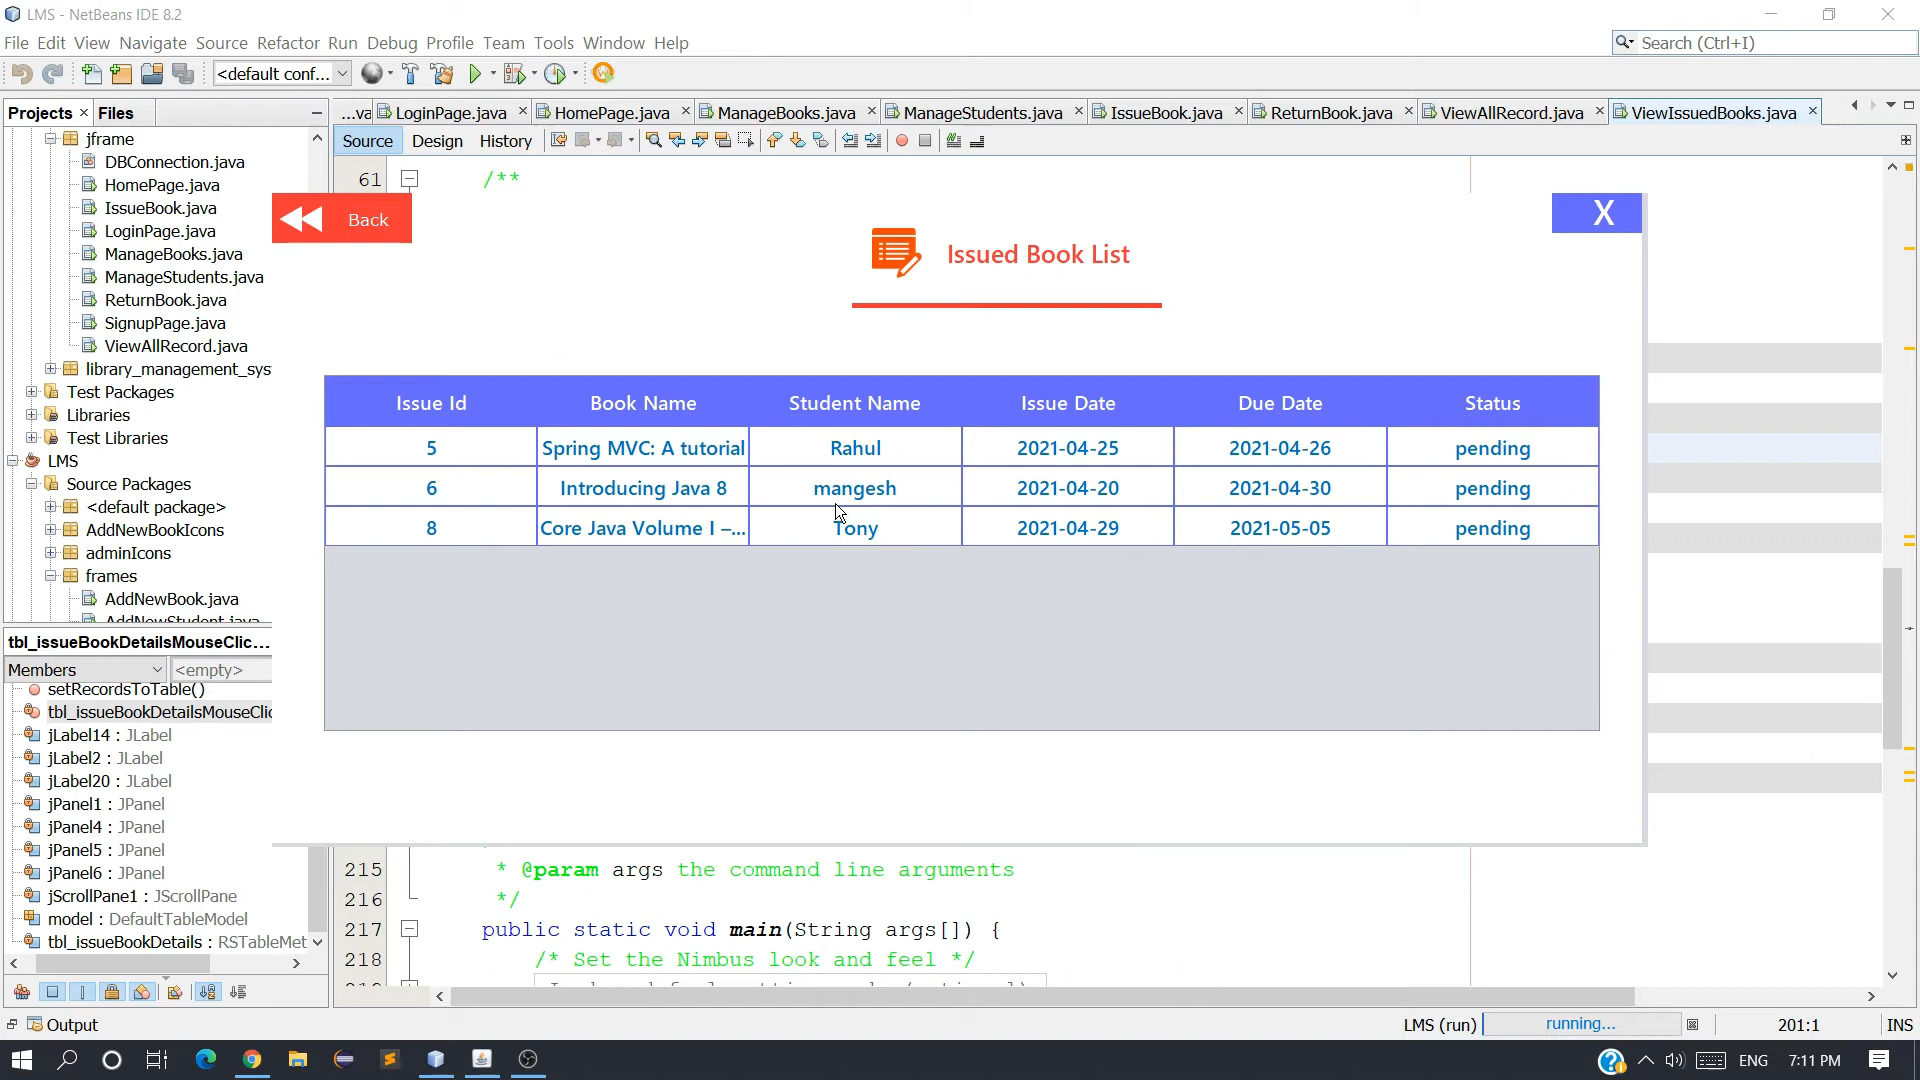 LMS - NetBeans IDE 8.2
File Edit View Navigate Source Refactor Run Debug Profile Team Tools Window Help
Search (Ctrl+I)
<default conf...
Projects
Files
...va
LoginPage.java
HomePage.java
ManageBooks.java
ManageStudents.java
IssueBook.java
ReturnBook.java
ViewAllRecord.java
ViewIssuedBooks.java
Source Design History
jframe
DBConnection.java
HomePage.java
IssueBook.java
LoginPage.java
ManageBooks.java
ManageStudents.java
ReturnBook.java
SignupPage.java
ViewAllRecord.java
library_management_sys
Test Packages
Libraries
Test Libraries
LMS
Source Packages
<default package>
AddNewBookIcons
adminIcons
frames
AddNewBook.java
AddNewStudent.java
tbl_issueBookDetailsMouseClic...
Members
<empty>
setRecordsToTable()
tbl_issueBookDetailsMouseClic
jLabel14 : JLabel
jLabel2 : JLabel
jLabel20 : JLabel
jPanel1 : JPanel
jPanel4 : JPanel
jPanel5 : JPanel
jPanel6 : JPanel
jScrollPane1 : JScrollPane
model : DefaultTableModel
tbl_issueBookDetails : RSTableMet
61 /**
Back
X
Issued Book List
Issue Id Book Name Student Name Issue Date Due Date Status
5 Spring MVC: A tutorial Rahul 2021-04-25 2021-04-26 pending
6 Introducing Java 8 mangesh 2021-04-20 2021-04-30 pending
8 Core Java Volume I –... Tony 2021-04-29 2021-05-05 pending
215 * @param args the command line arguments
216 */
217 public static void main(String args[]) {
218 /* Set the Nimbus look and feel */
Output
LMS (run)
running...
201:1
INS
ENG
7:11 PM